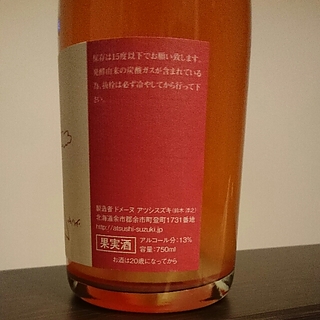 保存は15度以下でお願い致します。
発酵由来の炭酸ガスが含まれている
為、抜栓は必ず冷やしてから行って下
さい。
製造者 ドメーヌ アツシスズキ(鈴木 淳之)
北海道余市郡余市町登町1731番地
http://atsushi-suzuki.jp/
果実酒 アルコール分:13%
容量:750ml
お酒は20歳になってから